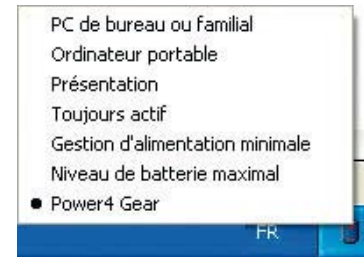 PC de bureau ou familial
Ordinateur portable
Présentation
Toujours actif
Gestion d'alimentation minimale
Niveau de batterie maximal
Power4 Gear
FR